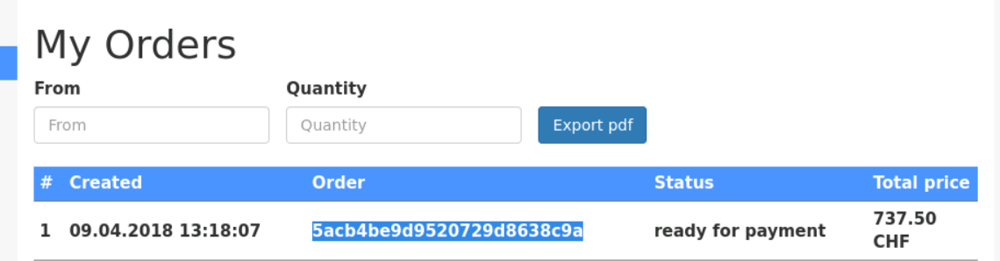 My Orders
From Quantity
From Quantity Export pdf
# Created Order Status Total price
1 09.04.2018 13:18:07 5acb4be9d9520729d8638c9a ready for payment 737.50
CHF